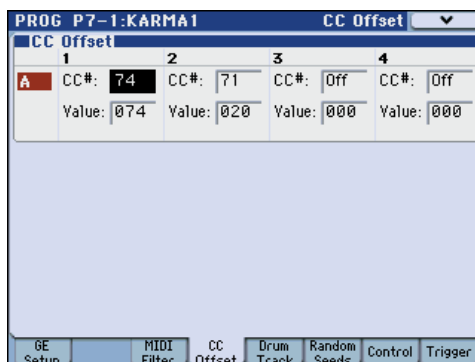 PROG P7-1:KARMA1 CC Offset
CC Offset
1 2 3 4
A CC#: 74 CC#: 71 CC#: Off CC#: Off
Value: 074 Value: 020 Value: 000 Value: 000
GE Setup MIDI Filter CC Offset Drum Track Random Seeds Control Trigger